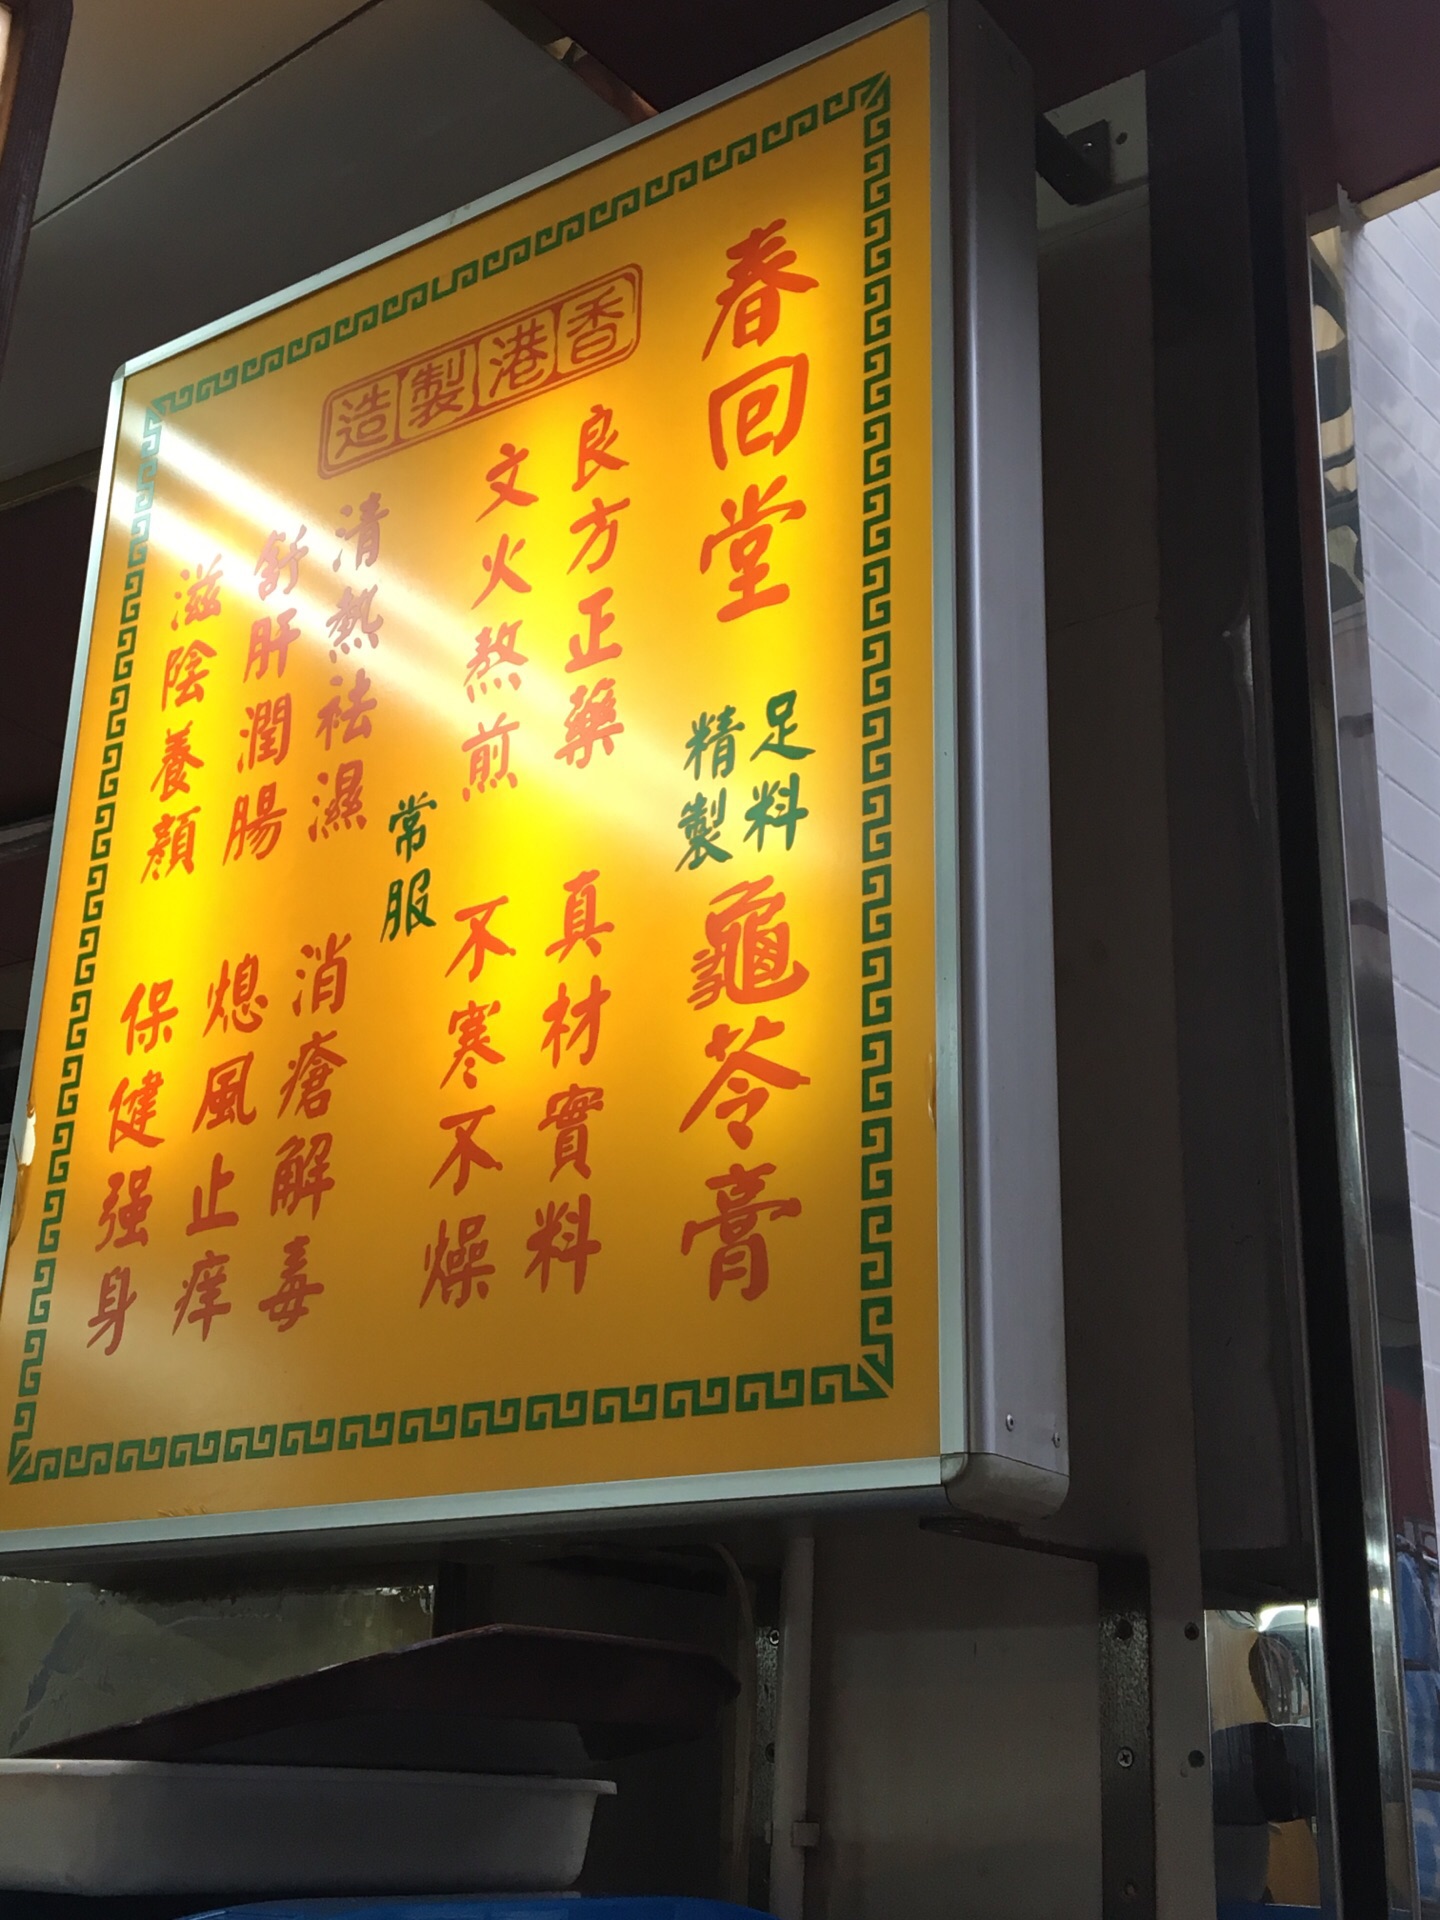 春回堂 足料精製 龜苓膏
香港製造
良方正藥 真材實料
文火熬煎 不寒不燥
常服
清熱祛濕 消瘡解毒
舒肝潤腸 熄風止痒
滋陰養顏 保健强身